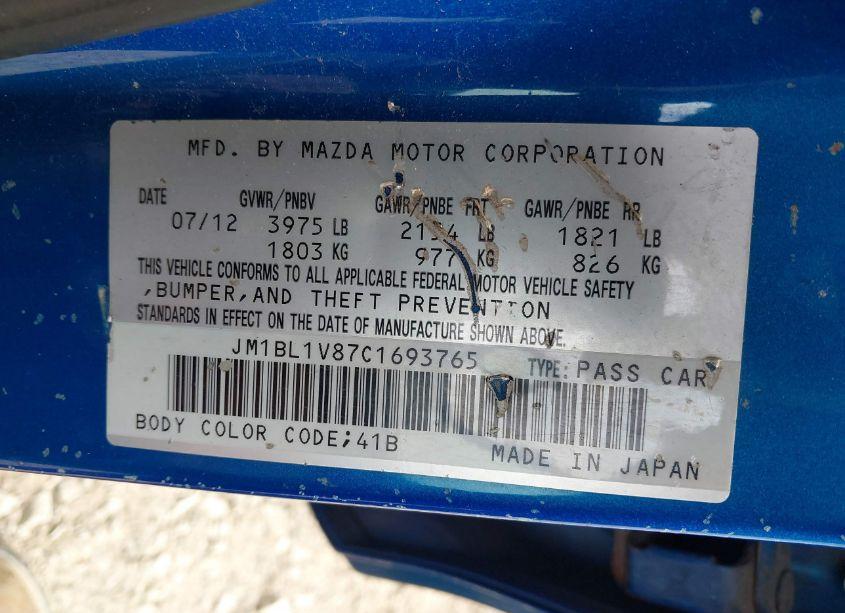 MFD. BY MAZDA MOTOR CORPORATION
DATE GVWR/PNBV GAWR/PNBE FRT GAWR/PNBE RR
07/12 3975 LB LB 1821 LB
1803 KG 977 KG 826 KG
THIS VEHICLE CONFORMS TO ALL APPLICABLE FEDERAL MOTOR VEHICLE SAFETY
,BUMPER,AND THEFT PREVENTION
STANDARDS IN EFFECT ON THE DATE OF MANUFACTURE SHOWN ABOVE.
JM1BL1V87C1693765 TYPE: PASS CAR
BODY COLOR CODE;41B
MADE IN JAPAN